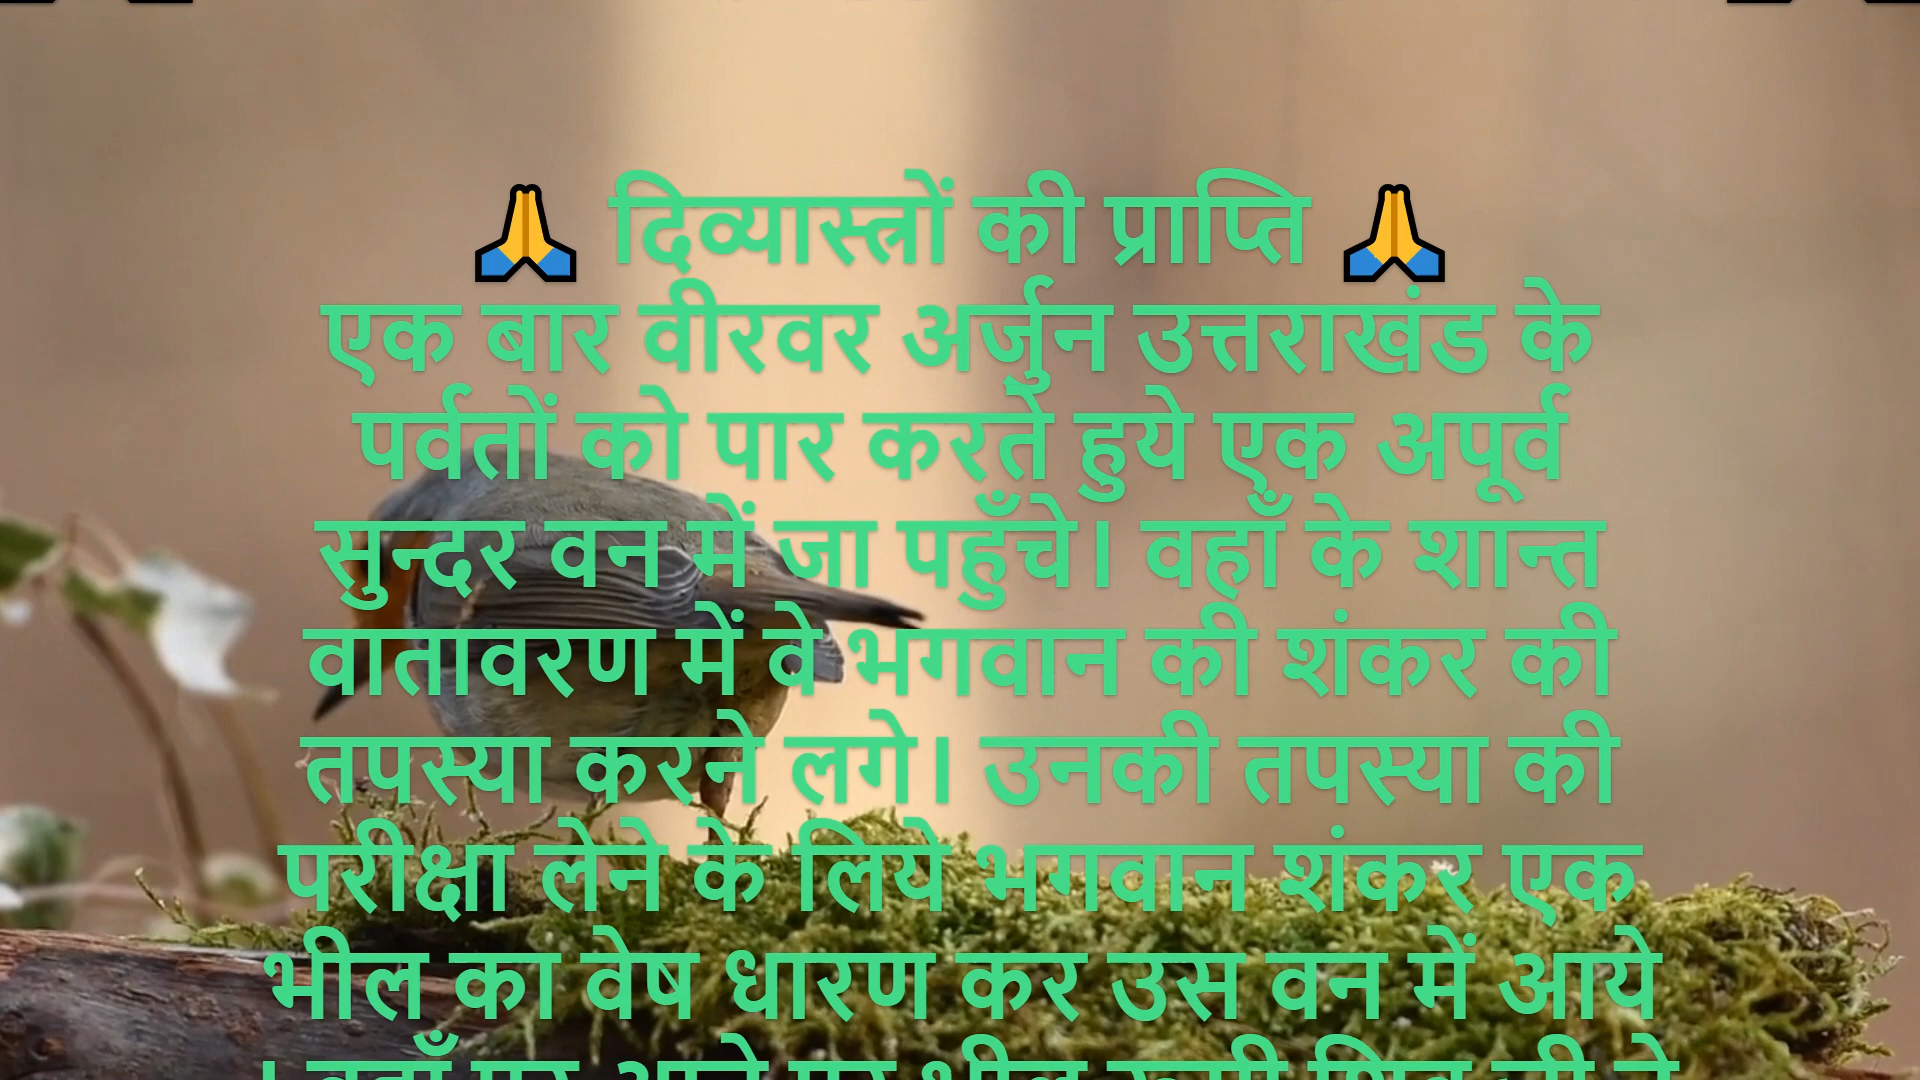 🙏 दिव्यास्त्रों की प्राप्ति 🙏
एक बार वीरवर अर्जुन उत्तराखंड के
पर्वतों को पार करते हुये एक अपूर्व
सुन्दर वन में जा पहुँचे। वहाँ के शान्त
वातावरण में वे भगवान की शंकर की
तपस्या करने लगे। उनकी तपस्या की
परीक्षा लेने के लिये भगवान शंकर एक
भील का वेष धारण कर उस वन में आये